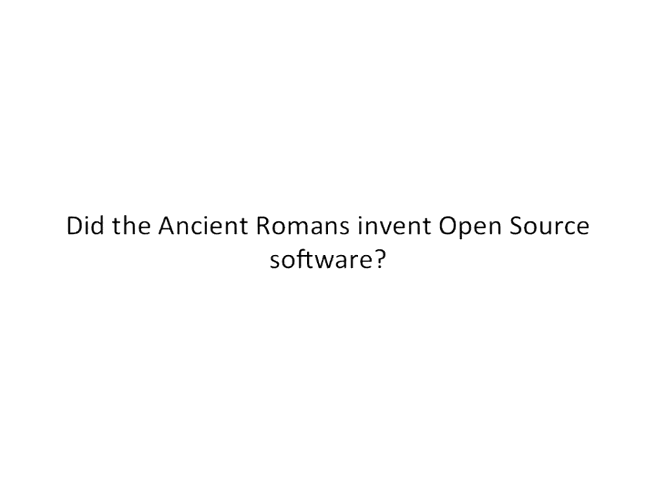 Did the Ancient Romans invent Open Source
software?